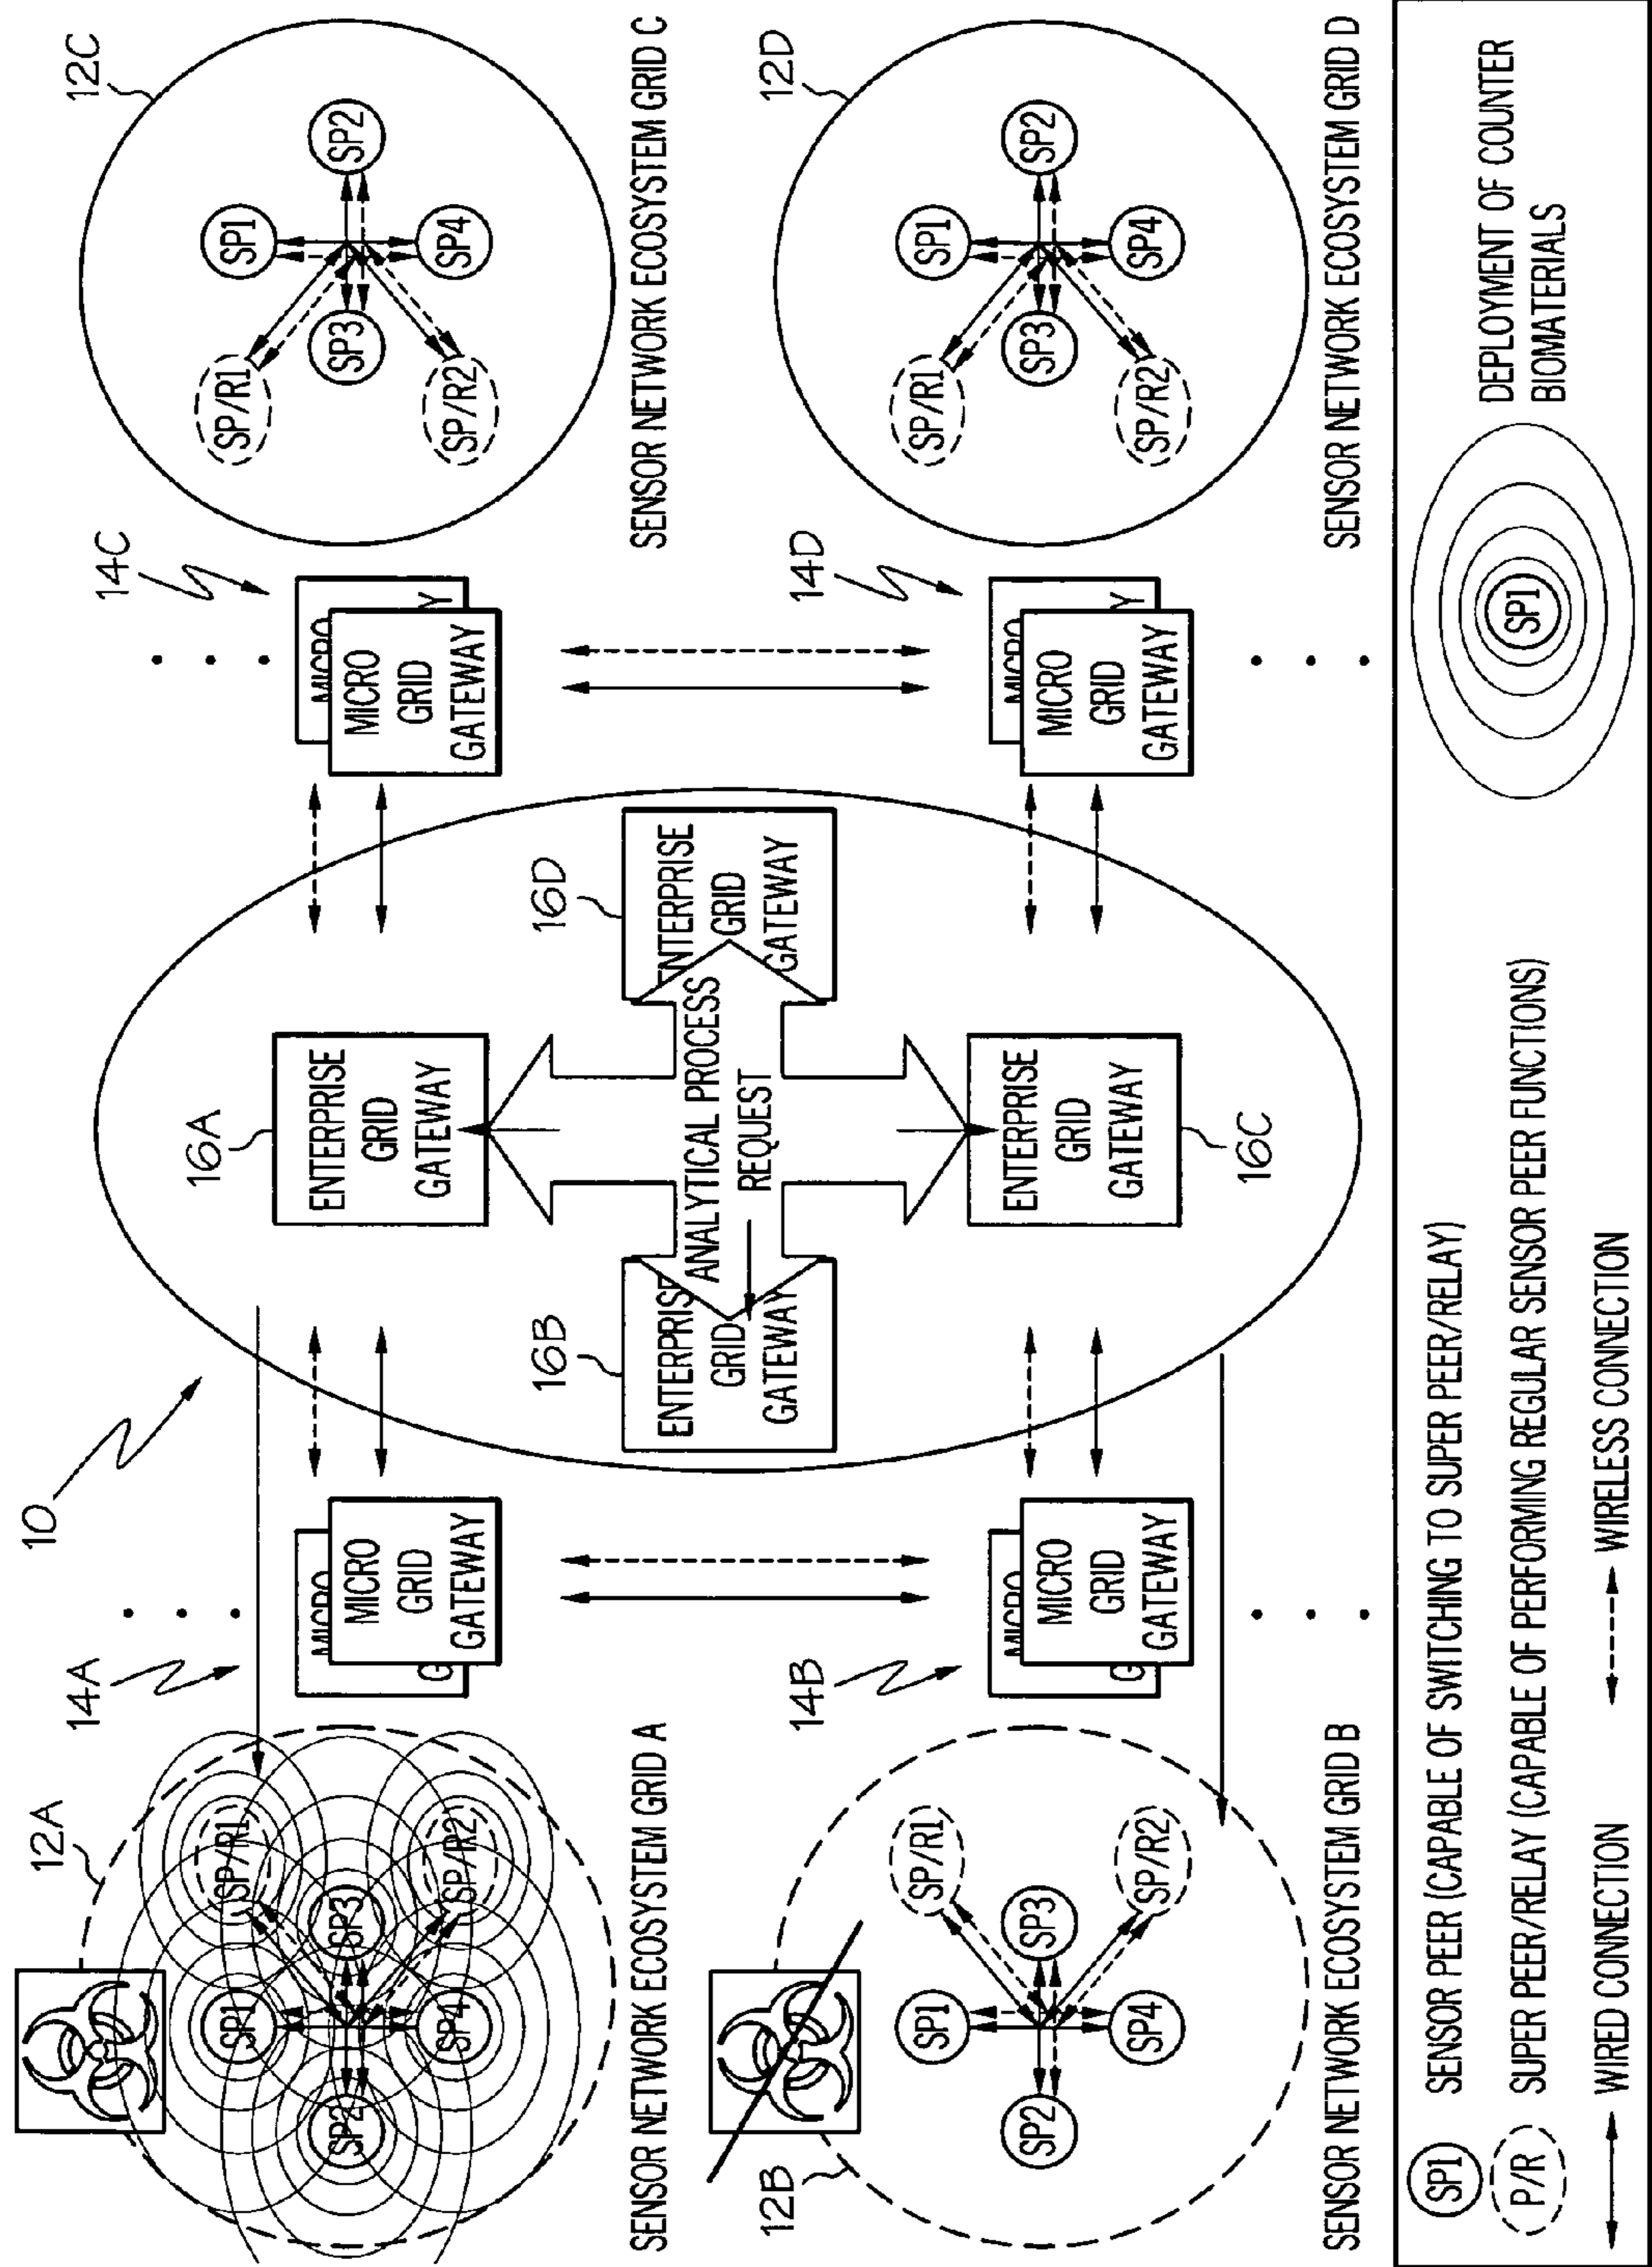 10
12A
SP1
SP2
SP3
SP4
SP/R1
SP/R2
SENSOR NETWORK ECOSYSTEM GRID A
14A
MICRO
G
MICRO
GRID
GATEWAY
16A
ENTERPRISE
GRID
GATEWAY
16B
ENTERPRISE
GRID
GATEWAY
ANALYTICAL PROCESS
REQUEST
16D
ENTERPRISE
GRID
GATEWAY
16C
ENTERPRISE
GRID
GATEWAY
14C
MICRO
Y
MICRO
GRID
GATEWAY
12C
SP1
SP2
SP3
SP4
SP/R1
SP/R2
SENSOR NETWORK ECOSYSTEM GRID C
12B
SP1
SP2
SP3
SP4
SP/R1
SP/R2
SENSOR NETWORK ECOSYSTEM GRID B
14B
MICRO
G
MICRO
GRID
GATEWAY
14D
MICRO
Y
MICRO
GRID
GATEWAY
12D
SP1
SP2
SP3
SP4
SP/R1
SP/R2
SENSOR NETWORK ECOSYSTEM GRID D
SP1 SENSOR PEER (CAPABLE OF SWITCHING TO SUPER PEER/RELAY)
P/R SUPER PEER/RELAY (CAPABLE OF PERFORMING REGULAR SENSOR PEER FUNCTIONS)
WIRED CONNECTION
WIRELESS CONNECTION
SP1
DEPLOYMENT OF COUNTER
BIOMATERIALS